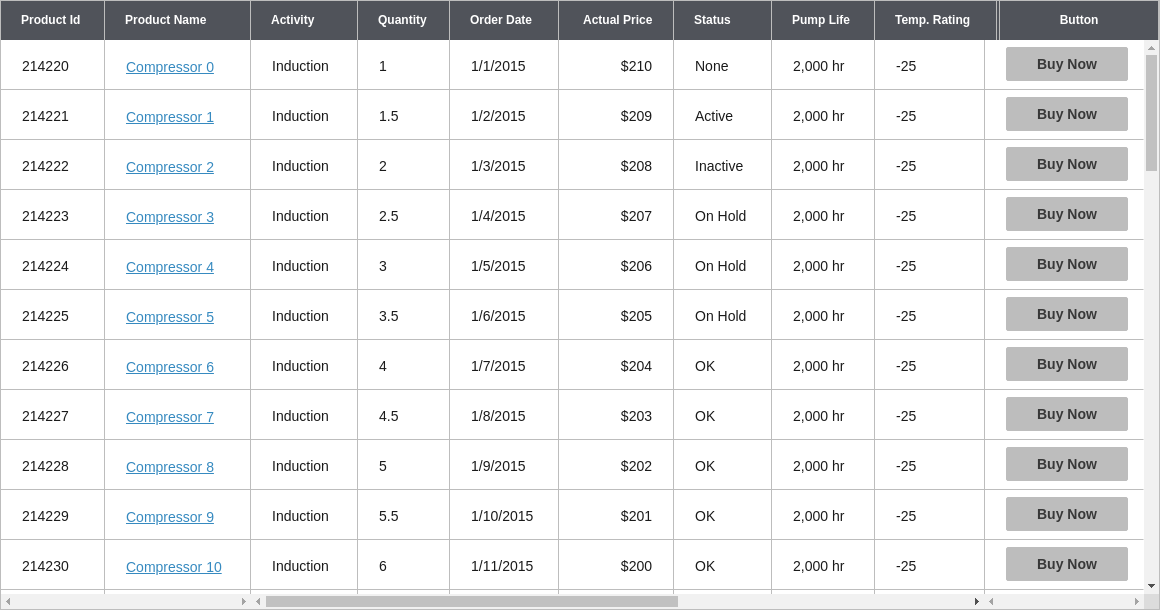 Product Id Product Name Activity Quantity Order Date Actual Price Status Pump Life Temp. Rating Button
214220 Compressor 0 Induction 1 1/1/2015 $210 None 2,000 hr -25 Buy Now
214221 Compressor 1 Induction 1.5 1/2/2015 $209 Active 2,000 hr -25 Buy Now
214222 Compressor 2 Induction 2 1/3/2015 $208 Inactive 2,000 hr -25 Buy Now
214223 Compressor 3 Induction 2.5 1/4/2015 $207 On Hold 2,000 hr -25 Buy Now
214224 Compressor 4 Induction 3 1/5/2015 $206 On Hold 2,000 hr -25 Buy Now
214225 Compressor 5 Induction 3.5 1/6/2015 $205 On Hold 2,000 hr -25 Buy Now
214226 Compressor 6 Induction 4 1/7/2015 $204 OK 2,000 hr -25 Buy Now
214227 Compressor 7 Induction 4.5 1/8/2015 $203 OK 2,000 hr -25 Buy Now
214228 Compressor 8 Induction 5 1/9/2015 $202 OK 2,000 hr -25 Buy Now
214229 Compressor 9 Induction 5.5 1/10/2015 $201 OK 2,000 hr -25 Buy Now
214230 Compressor 10 Induction 6 1/11/2015 $200 OK 2,000 hr -25 Buy Now